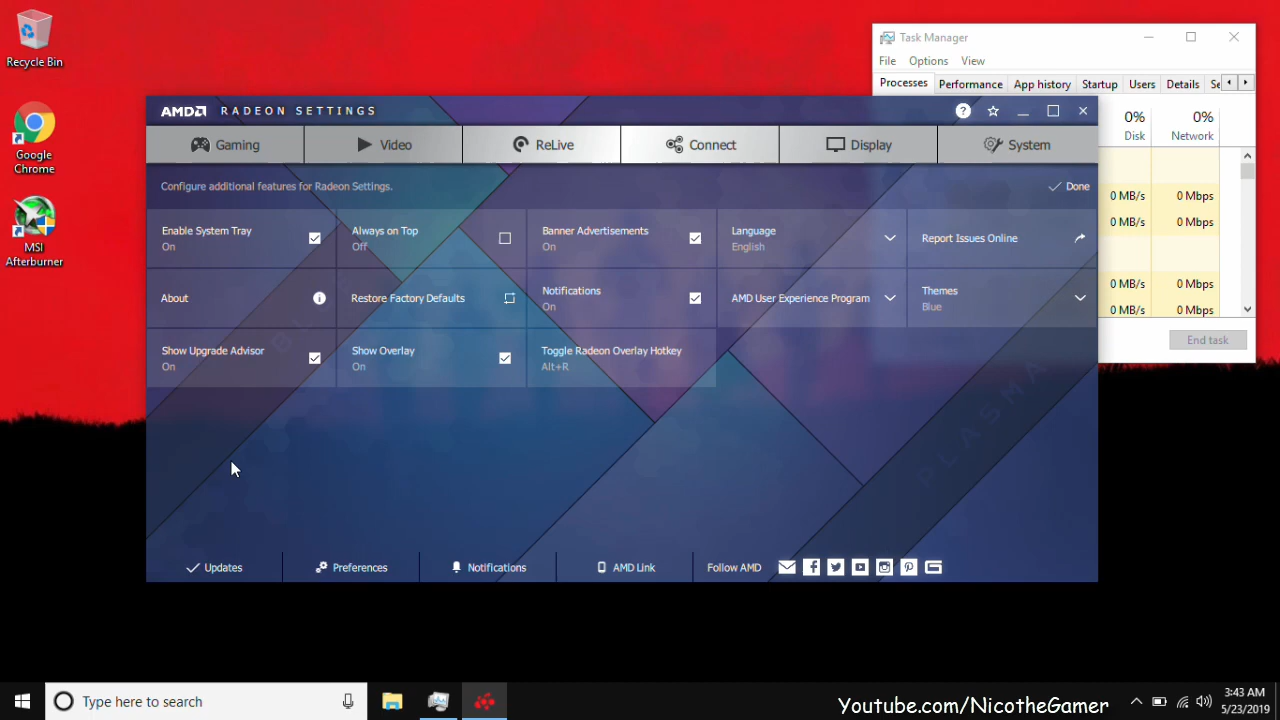 Recycle Bin
Google
Chrome
MSI
Afterburner
Task Manager
File Options View
Processes Performance App history Startup Users Details Se
0% 0%
Disk Network
0 MB/s 0 Mbps
0 MB/s 0 Mbps
0 MB/s 0 Mbps
0 MB/s 0 Mbps
End task
AMD RADEON SETTINGS
Gaming Video ReLive Connect Display System
Configure additional features for Radeon Settings. Done
Enable System Tray
On
Always on Top
Off
Banner Advertisements
On
Language
English
Report Issues Online
About
Restore Factory Defaults
Notifications
On
AMD User Experience Program
Themes
Blue
Show Upgrade Advisor
On
Show Overlay
On
Toggle Radeon Overlay Hotkey
Alt+R
PLASMA
Updates Preferences Notifications AMD Link Follow AMD
Type here to search
Youtube.com/NicotheGamer
3:43 AM
5/23/2019